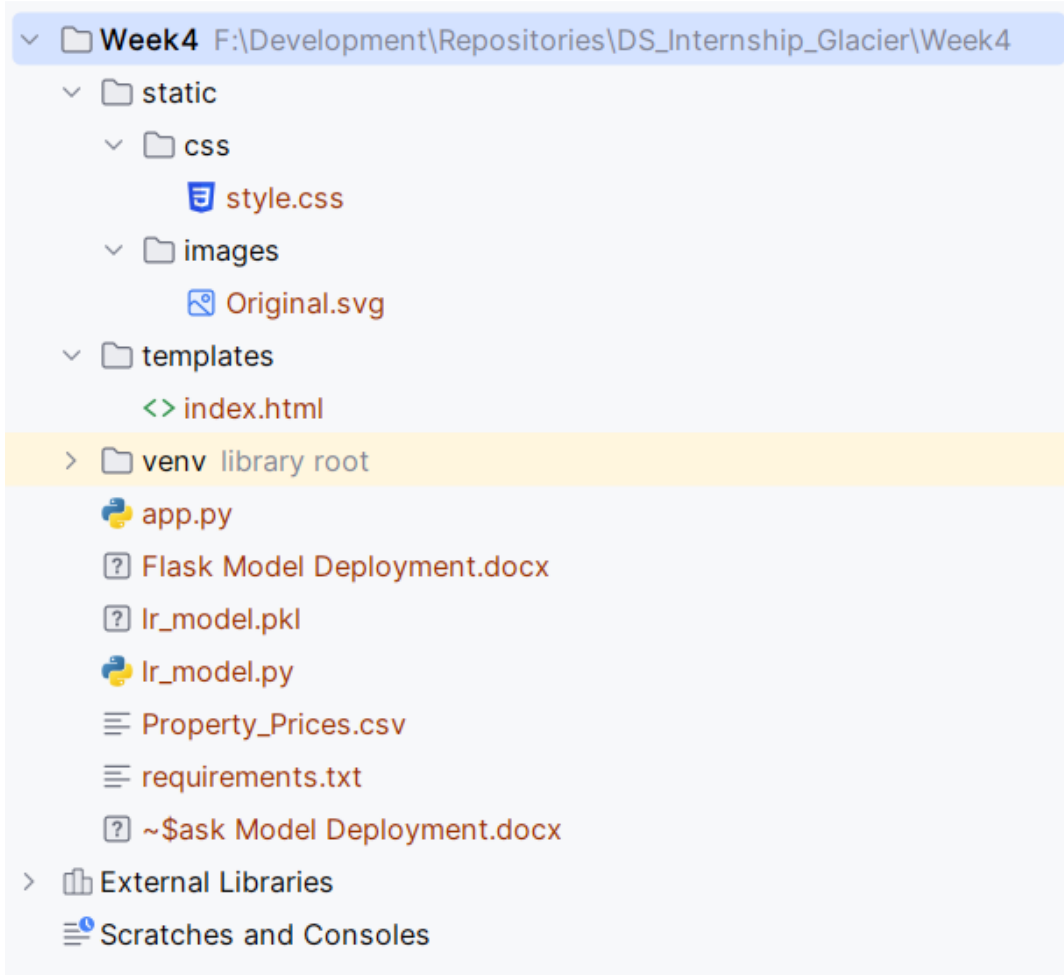 Week4 F:\Development\Repositories\DS_Internship_Glacier\Week4
static
css
style.css
images
Original.svg
templates
index.html
venv library root
app.py
Flask Model Deployment.docx
lr_model.pkl
lr_model.py
Property_Prices.csv
requirements.txt
~$ask Model Deployment.docx
External Libraries
Scratches and Consoles